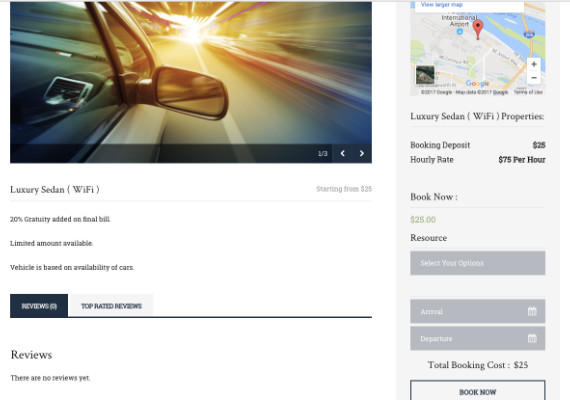 1/3
Luxury Sedan ( WiFi )
Starting from $25
20% Gratuity added on final bill.
Limited amount available.
Vehicle is based on availability of cars.
REVIEWS (0)
TOP RATED REVIEWS
Reviews
There are no reviews yet.
View larger map
International
Airport
+
−
Google
©2017 Google · Map data ©2017 Google
Terms of Use
Luxury Sedan ( WiFi ) Properties:
Booking Deposit $25
Hourly Rate $75 Per Hour
Book Now :
$25.00
Resource
Select Your Options
Arrival
Departure
Total Booking Cost : $25
BOOK NOW